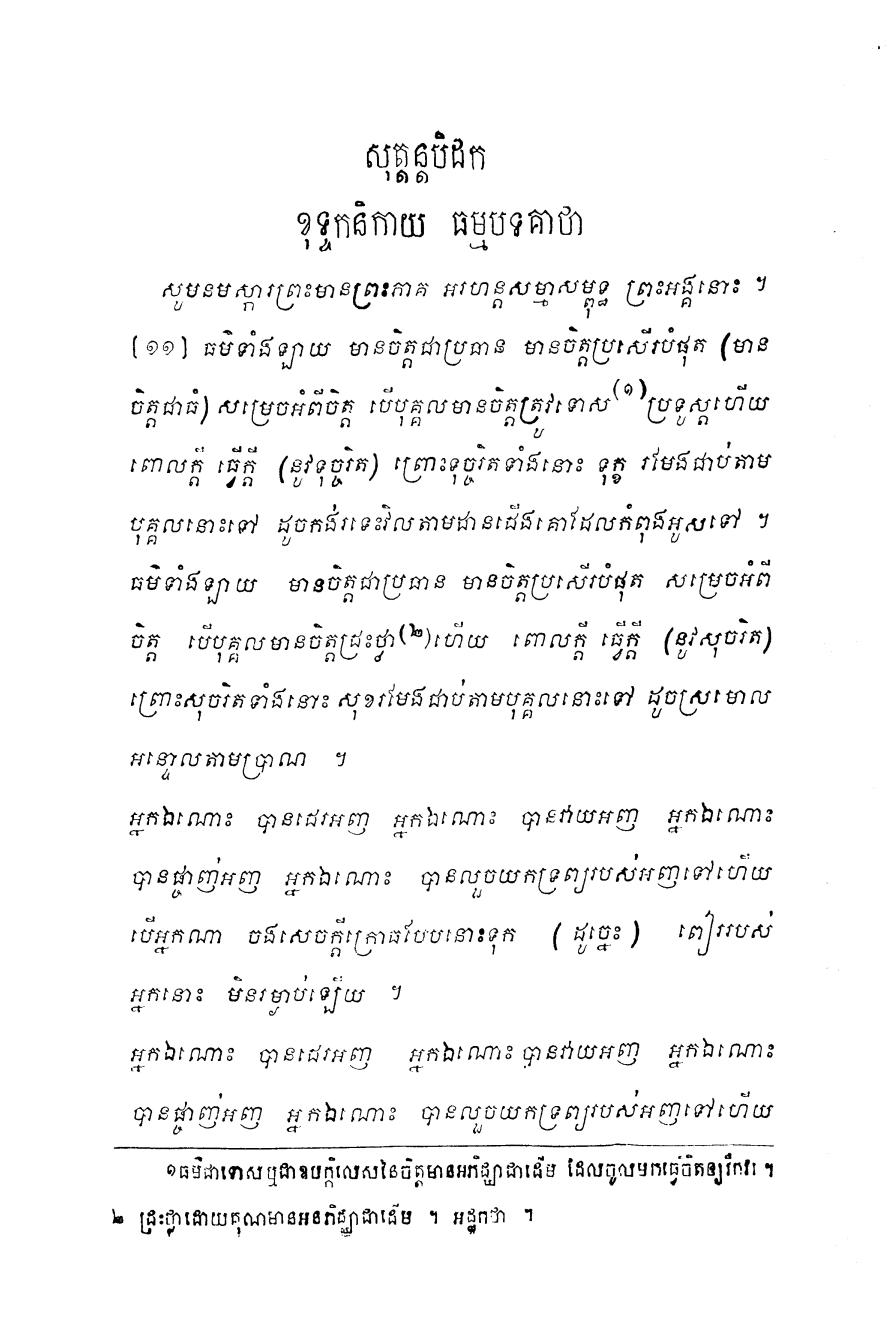 សុត្តន្តបិដក
ខុទ្ទកនិកាយ ធម្មបទគាថា
សូមនមស្ការព្រះមានព្រះភាគ អរហន្តសម្មាសម្ពុទ្ធ ព្រះអង្គនោះ ។
[១១] ធម៌ទាំងឡាយ មានចិត្តជាប្រធាន មានចិត្តប្រសើរបំផុត (មាន
ចិត្តជាធំ) សម្រេចអំពីចិត្ត បើបុគ្គលមានចិត្តត្រូវទោស(១)ប្រទូស្តហើយ
ពោលក្តី ធ្វើក្តី (នូវទុច្ចរិត) ព្រោះទុច្ចរិតទាំងនោះ ទុក្ខ រមែងជាប់តាម
បុគ្គលនោះទៅ ដូចកង់រទេះវិលតាមដានជើងគោដែលកំពុងអូសទៅ ។
ធម៌ទាំងឡាយ មានចិត្តជាប្រធាន មានចិត្តប្រសើរបំផុត សម្រេចអំពី
ចិត្ត បើបុគ្គលមានចិត្តជ្រះថ្លា(២)ហើយ ពោលក្តី ធ្វើក្តី (នូវសុចរិត)
ព្រោះសុចរិតទាំងនោះ សុខរមែងជាប់តាមបុគ្គលនោះទៅ ដូចស្រមោល
អន្ទោលតាមប្រាណ ។
អ្នកឯណោះ បានជេរអញ អ្នកឯណោះ បានវាយអញ អ្នកឯណោះ
បានផ្ចាញ់អញ អ្នកឯណោះ បានលួចយកទ្រព្យរបស់អញទៅហើយ
បើអ្នកណា ចងសេចក្តីក្រោធបែបនោះទុក (ដូច្នេះ) ពៀររបស់
អ្នកនោះ មិនរម្ងាប់ឡើយ ។
អ្នកឯណោះ បានជេរអញ អ្នកឯណោះ បានវាយអញ អ្នកឯណោះ
បានផ្ចាញ់អញ អ្នកឯណោះ បានលួចយកទ្រព្យរបស់អញទៅហើយ
១ធម៌ជាទោសឬជាឧបក្កិលេសនៃចិត្តមានអភិជ្ឈាជាដើម ដែលចូលមកធ្វើចិតឲ្យវឹកវរ ។
២ ជ្រះថ្លាដោយគុណមានអនភិជ្ឈាជាដើម ។ អដ្ឋកថា ។